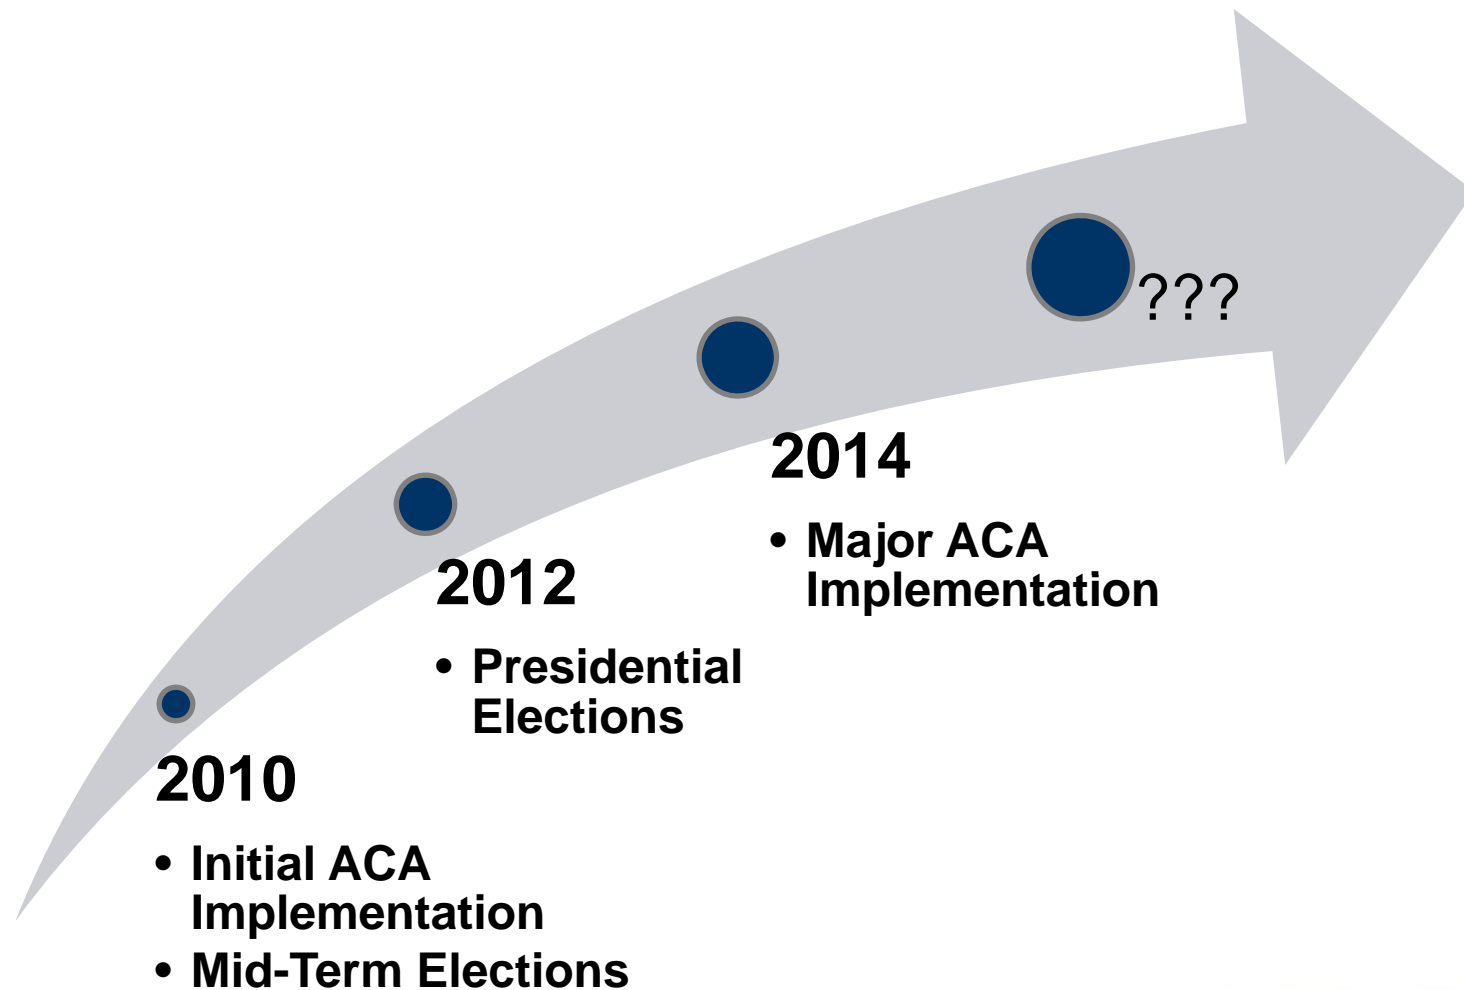 ???
2014
• Major ACA
Implementation
2012
• Presidential
Elections
2010
• Initial ACA
Implementation
• Mid-Term Elections